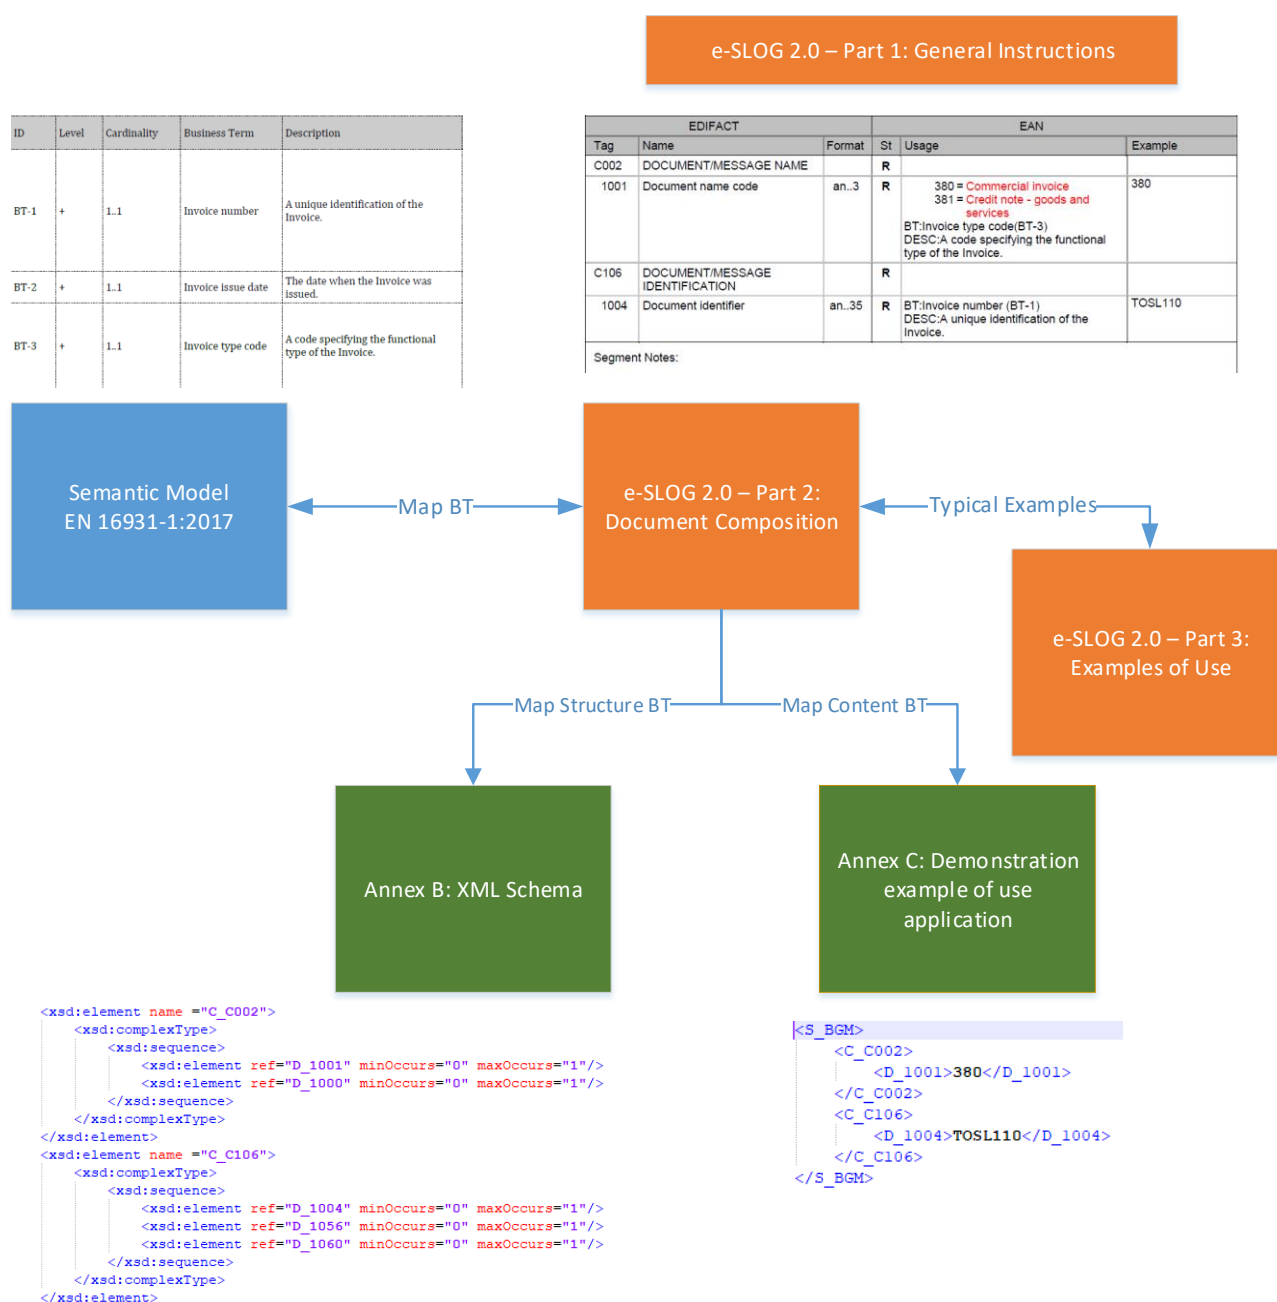 e-SLOG 2.0 – Part 1: General Instructions
ID Level Cardinality Business Term Description
BT-1 + 1..1 Invoice number A unique identification of the
Invoice.
BT-2 + 1..1 Invoice issue date The date when the Invoice was
issued.
BT-3 + 1..1 Invoice type code A code specifying the functional
type of the Invoice.
EDIFACT EAN
Tag Name Format St Usage Example
C002 DOCUMENT/MESSAGE NAME R
1001 Document name code an..3 R 380 = Commercial invoice 380
381 = Credit note - goods and
services
BT:Invoice type code(BT-3)
DESC:A code specifying the functional
type of the Invoice.
C106 DOCUMENT/MESSAGE R
IDENTIFICATION
1004 Document identifier an..35 R BT:Invoice number (BT-1) TOSL110
DESC:A unique identification of the
Invoice.
Segment Notes:
Semantic Model
EN 16931-1:2017
Map BT
e-SLOG 2.0 – Part 2:
Document Composition
Typical Examples
e-SLOG 2.0 – Part 3:
Examples of Use
Map Structure BT
Map Content BT
Annex B: XML Schema
Annex C: Demonstration
example of use
application
<xsd:element name ="C_C002">
<xsd:complexType>
<xsd:sequence>
<xsd:element ref="D_1001" minOccurs="0" maxOccurs="1"/>
<xsd:element ref="D_1000" minOccurs="0" maxOccurs="1"/>
</xsd:sequence>
</xsd:complexType>
</xsd:element>
<xsd:element name ="C_C106">
<xsd:complexType>
<xsd:sequence>
<xsd:element ref="D_1004" minOccurs="0" maxOccurs="1"/>
<xsd:element ref="D_1056" minOccurs="0" maxOccurs="1"/>
<xsd:element ref="D_1060" minOccurs="0" maxOccurs="1"/>
</xsd:sequence>
</xsd:complexType>
</xsd:element>
<S_BGM>
<C_C002>
<D_1001>380</D_1001>
</C_C002>
<C_C106>
<D_1004>TOSL110</D_1004>
</C_C106>
</S_BGM>